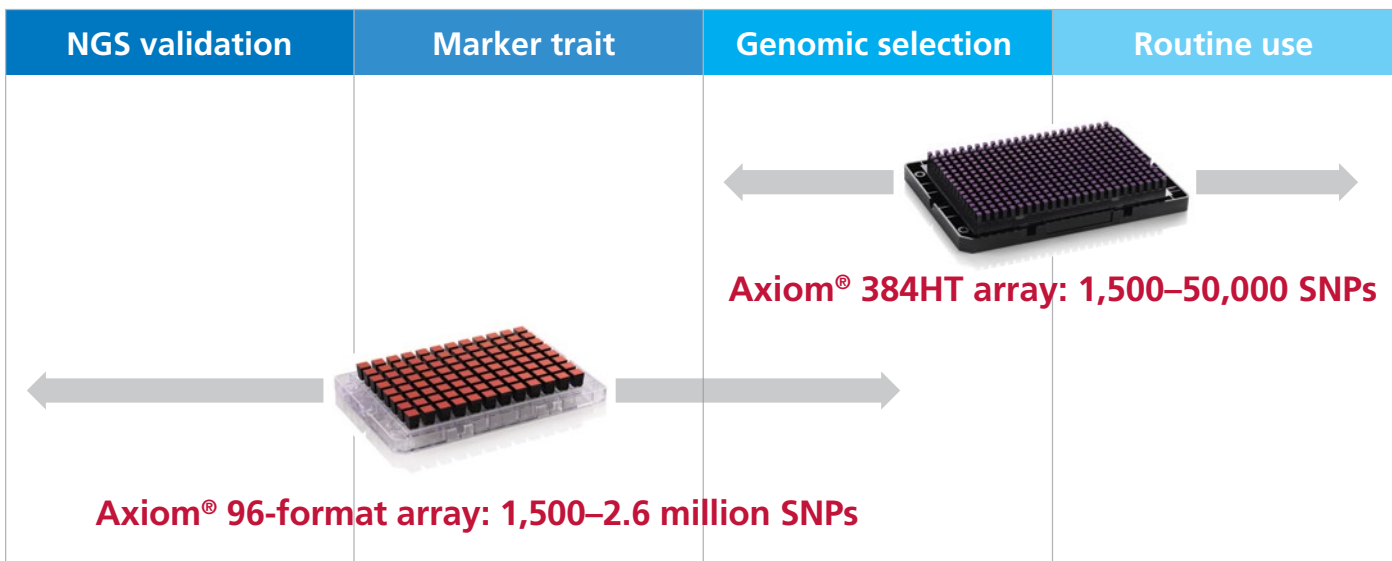 NGS validation
Marker trait
Genomic selection
Routine use
Axiom® 384HT array: 1,500–50,000 SNPs
Axiom® 96-format array: 1,500–2.6 million SNPs